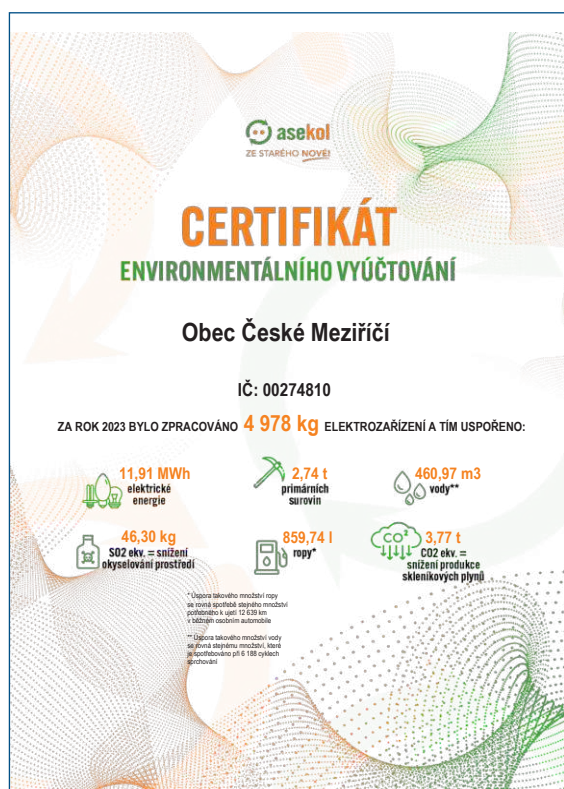 asekol
ZE STARÉHO NOVÉ!
CERTIFIKÁT
ENVIRONMENTÁLNÍHO VYÚČTOVÁNÍ
Obec České Meziříčí
IČ: 00274810
ZA ROK 2023 BYLO ZPRACOVÁNO 4 978 kg ELEKTROZAŘÍZENÍ A TÍM USPOŘENO:
11,91 MWh
elektrické
energie
2,74 t
primárních
surovin
460,97 m3
vody**
46,30 kg
SO2 ekv. = snížení
okyselování prostředí
859,74 l
ropy*
CO2
3,77 t
CO2 ekv. =
snížení produkce
skleníkových plynů
* Úspora takového množství ropy
se rovná spotřebě stejného množství
potřebného k ujetí 12 639 km
v běžném osobním automobile
** Úspora takového množství vody
se rovná stejnému množství, které
je spotřebováno při 6 188 cyklech
sprchování